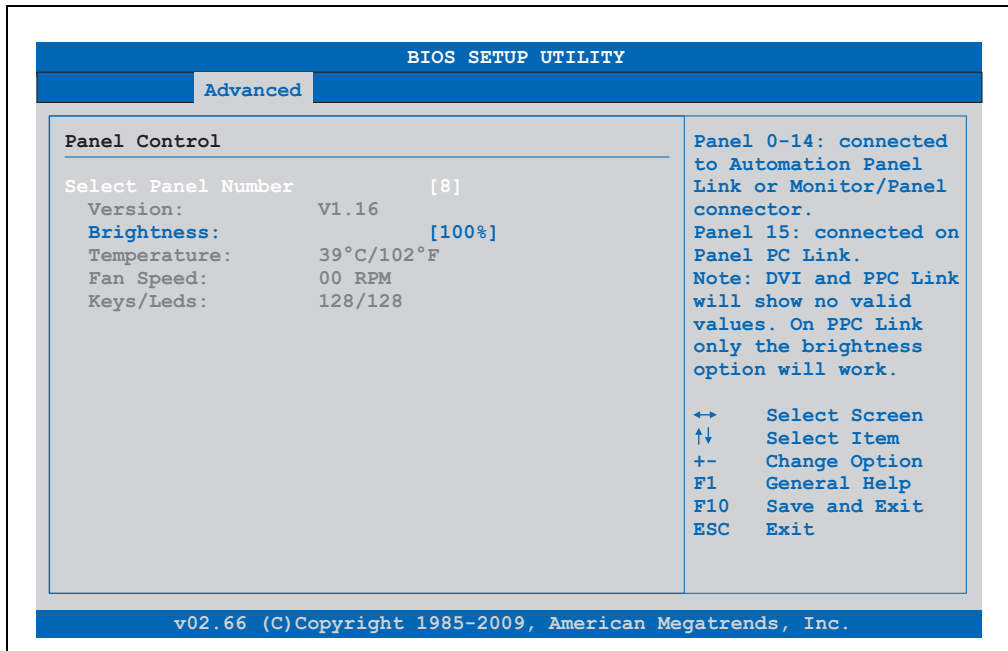 BIOS SETUP UTILITY
Advanced
Panel Control
Select Panel Number [8]
Version: V1.16
Brightness: [100%]
Temperature: 39°C/102°F
Fan Speed: 00 RPM
Keys/Leds: 128/128
Panel 0-14: connected
to Automation Panel
Link or Monitor/Panel
connector.
Panel 15: connected on
Panel PC Link.
Note: DVI and PPC Link
will show no valid
values. On PPC Link
only the brightness
option will work.
↔ Select Screen
↑↓ Select Item
+- Change Option
F1 General Help
F10 Save and Exit
ESC Exit
v02.66 (C)Copyright 1985-2009, American Megatrends, Inc.